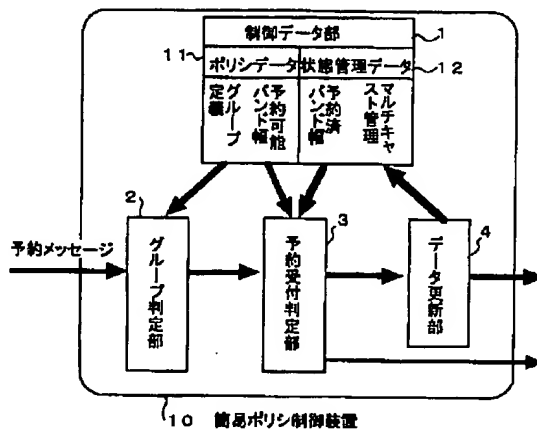 制御データ部
1
11
ポリシデータ
状態管理データ
12
グループ
定義
予約可能
バンド幅
予約済
バンド幅
マルチキャ
スト管理
予約メッセージ
2
グループ判定部
3
予約受付判定部
4
データ更新部
10 簡易ポリシ制御装置